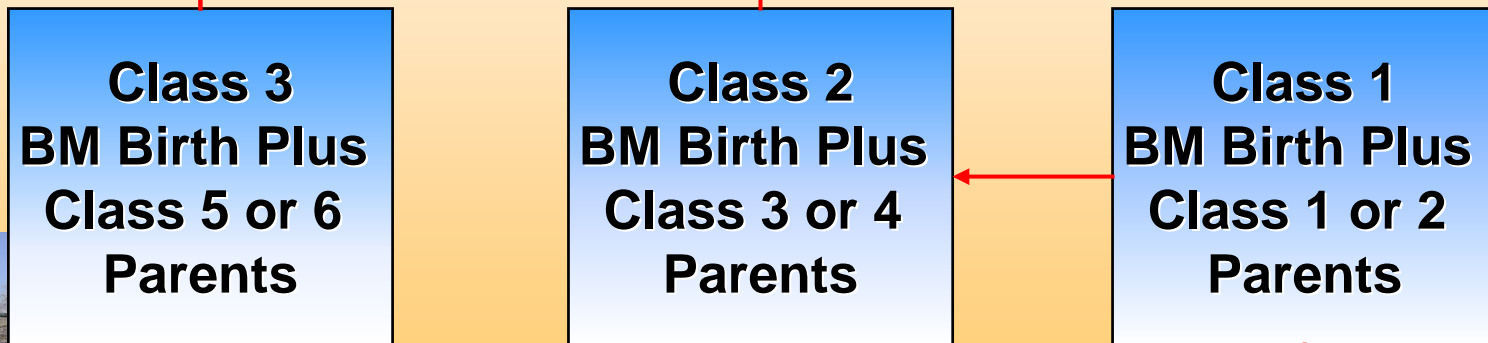 Class 3
BM Birth Plus
Class 5 or 6
Parents
Class 2
BM Birth Plus
Class 3 or 4
Parents
Class 1
BM Birth Plus
Class 1 or 2
Parents